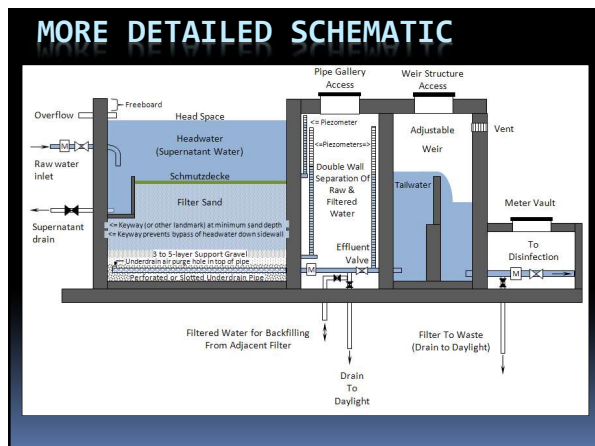 MORE DETAILED SCHEMATIC
Pipe Gallery
Access
Weir Structure
Access
Freeboard
Overflow
Head Space
<= Piezometer
Headwater
(Supernatant Water)
<=Piezometers=>
Adjustable
Weir
Vent
M
Raw water
inlet
Schmutzdecke
Double Wall
Separation Of
Raw &
Filtered
Water
Tailwater
Filter Sand
Meter Vault
Supernatant
drain
<= Keyway (or other landmark) at minimum sand depth
<= Keyway prevents bypass of headwater down sidewall
3 to 5-layer Support Gravel
Underdrain air purge hole in top of pipe
Perforated or Slotted Underdrain Pipe
Effluent
Valve
M
To
Disinfection
M
Filtered Water for Backfilling
From Adjacent Filter
Filter To Waste
(Drain to Daylight)
Drain
To
Daylight